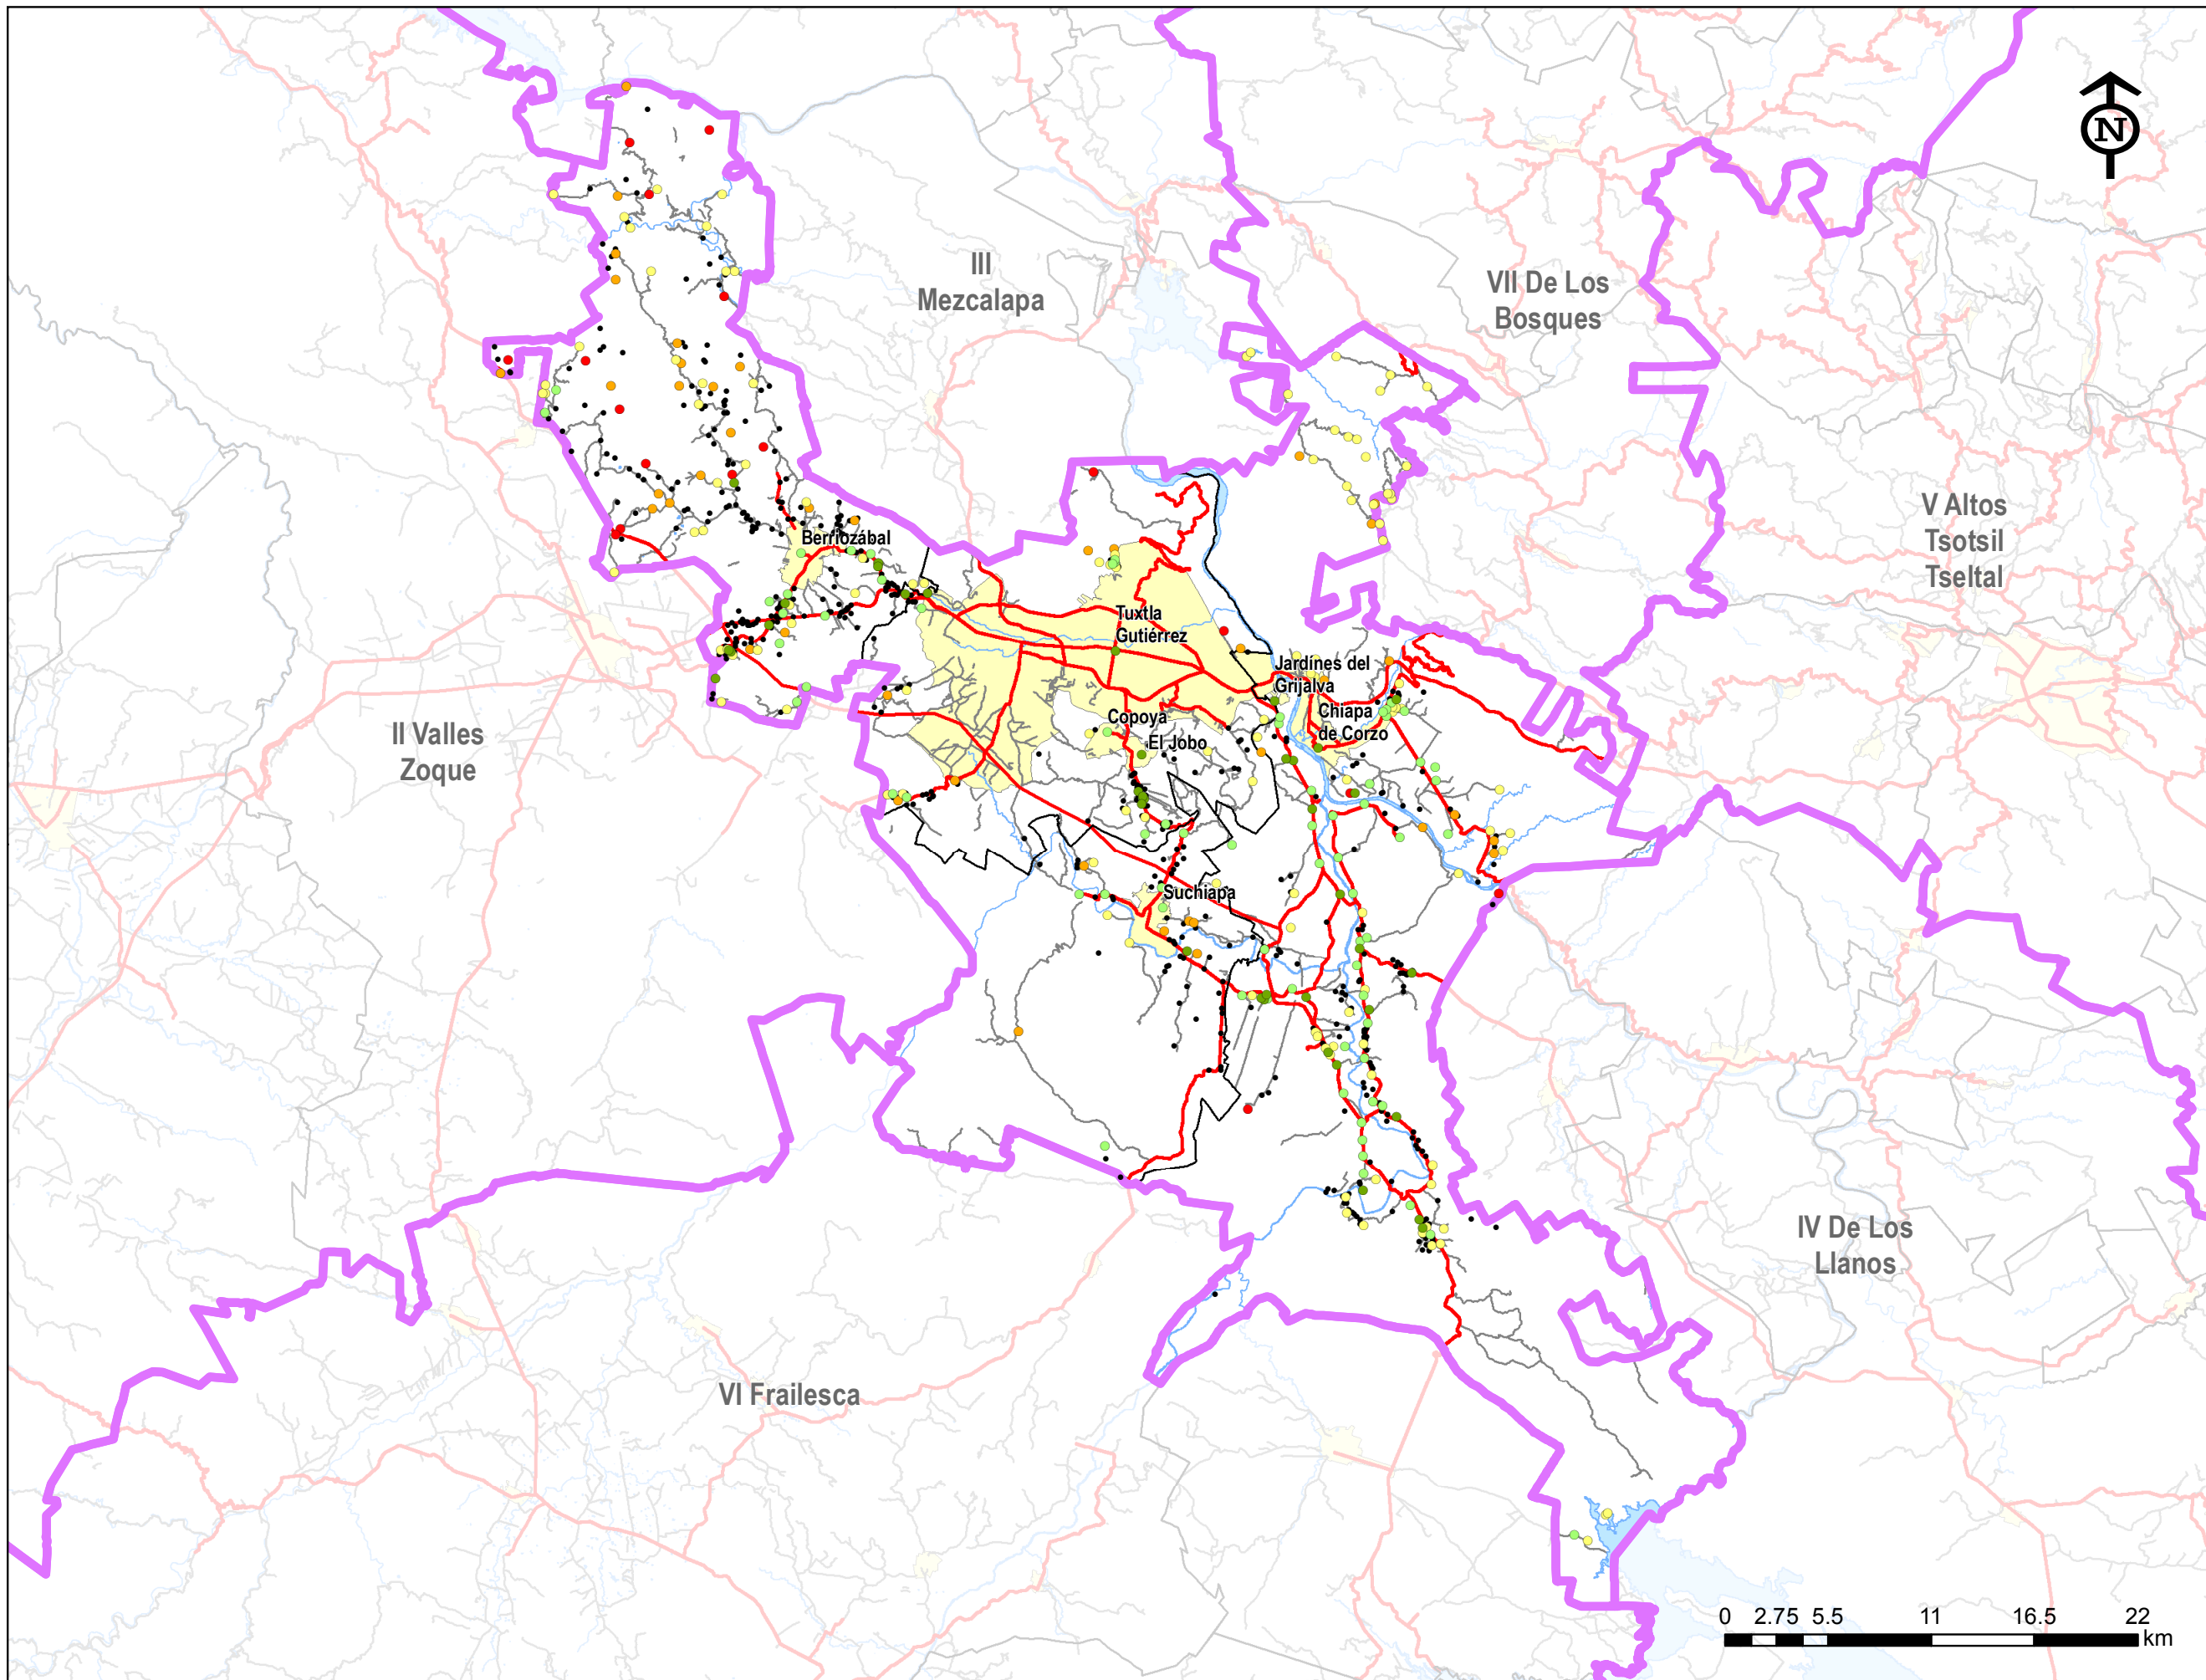 N
III
Mezcalapa
VII De Los
Bosques
V Altos
Tsotsil
Tseltal
Berriozábal
Tuxtla
Gutiérrez
Jardínes del
Grijalva
Copoya
Chiapa
de Corzo
El Jobo
II Valles
Zoque
Suchiapa
IV De Los
Llanos
VI Frailesca
0 2.75 5.5 11 16.5 22
km